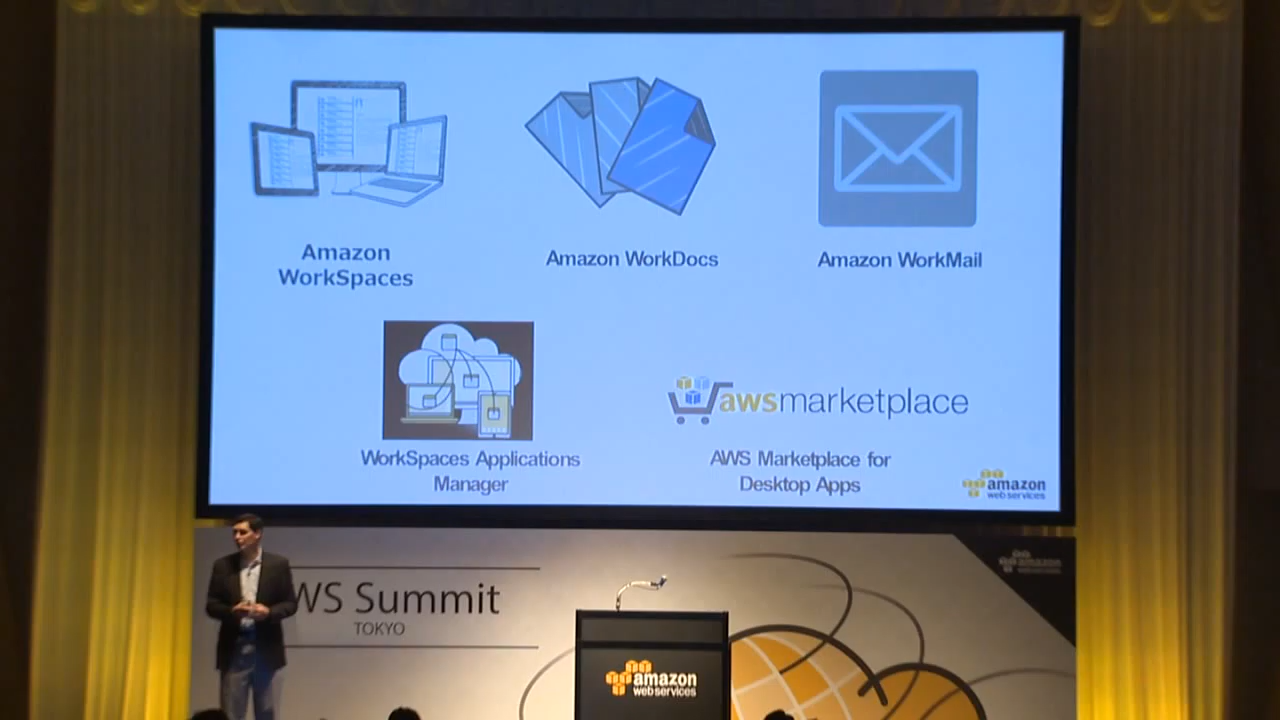 Amazon
WorkSpaces
Amazon WorkDocs
Amazon WorkMail
WorkSpaces Applications
Manager
awsmarketplace
AWS Marketplace for
Desktop Apps
amazon
web services
WS Summit
TOKYO
amazon
amazon
web services